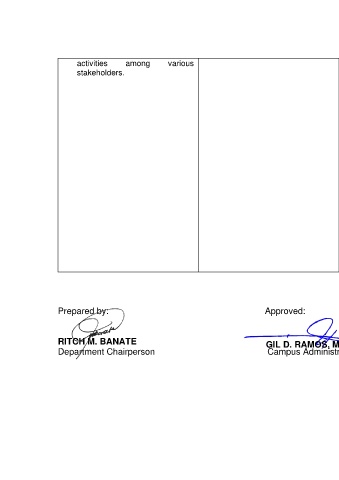 activities among various
stakeholders.
Prepared by:
Approved:
RITCH M. BANATE
GIL D. RAMOS, M
Department Chairperson
Campus Administr